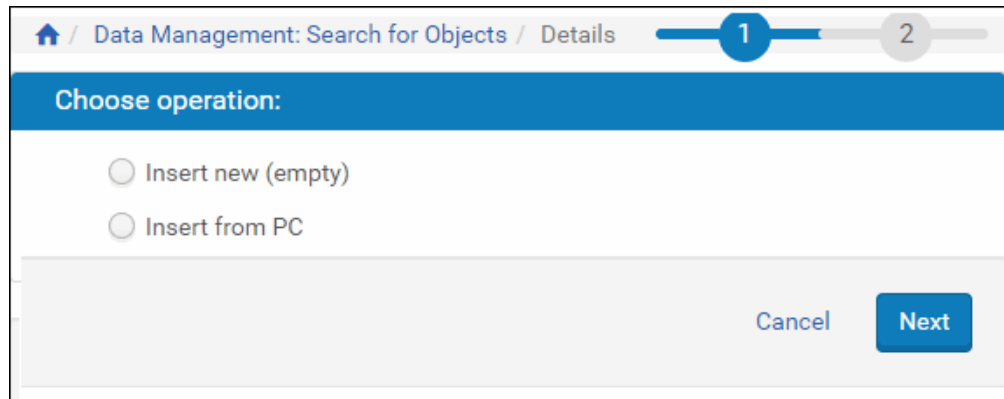 / Data Management: Search for Objects / Details 1 2
Choose operation:
Insert new (empty)
Insert from PC
Cancel Next